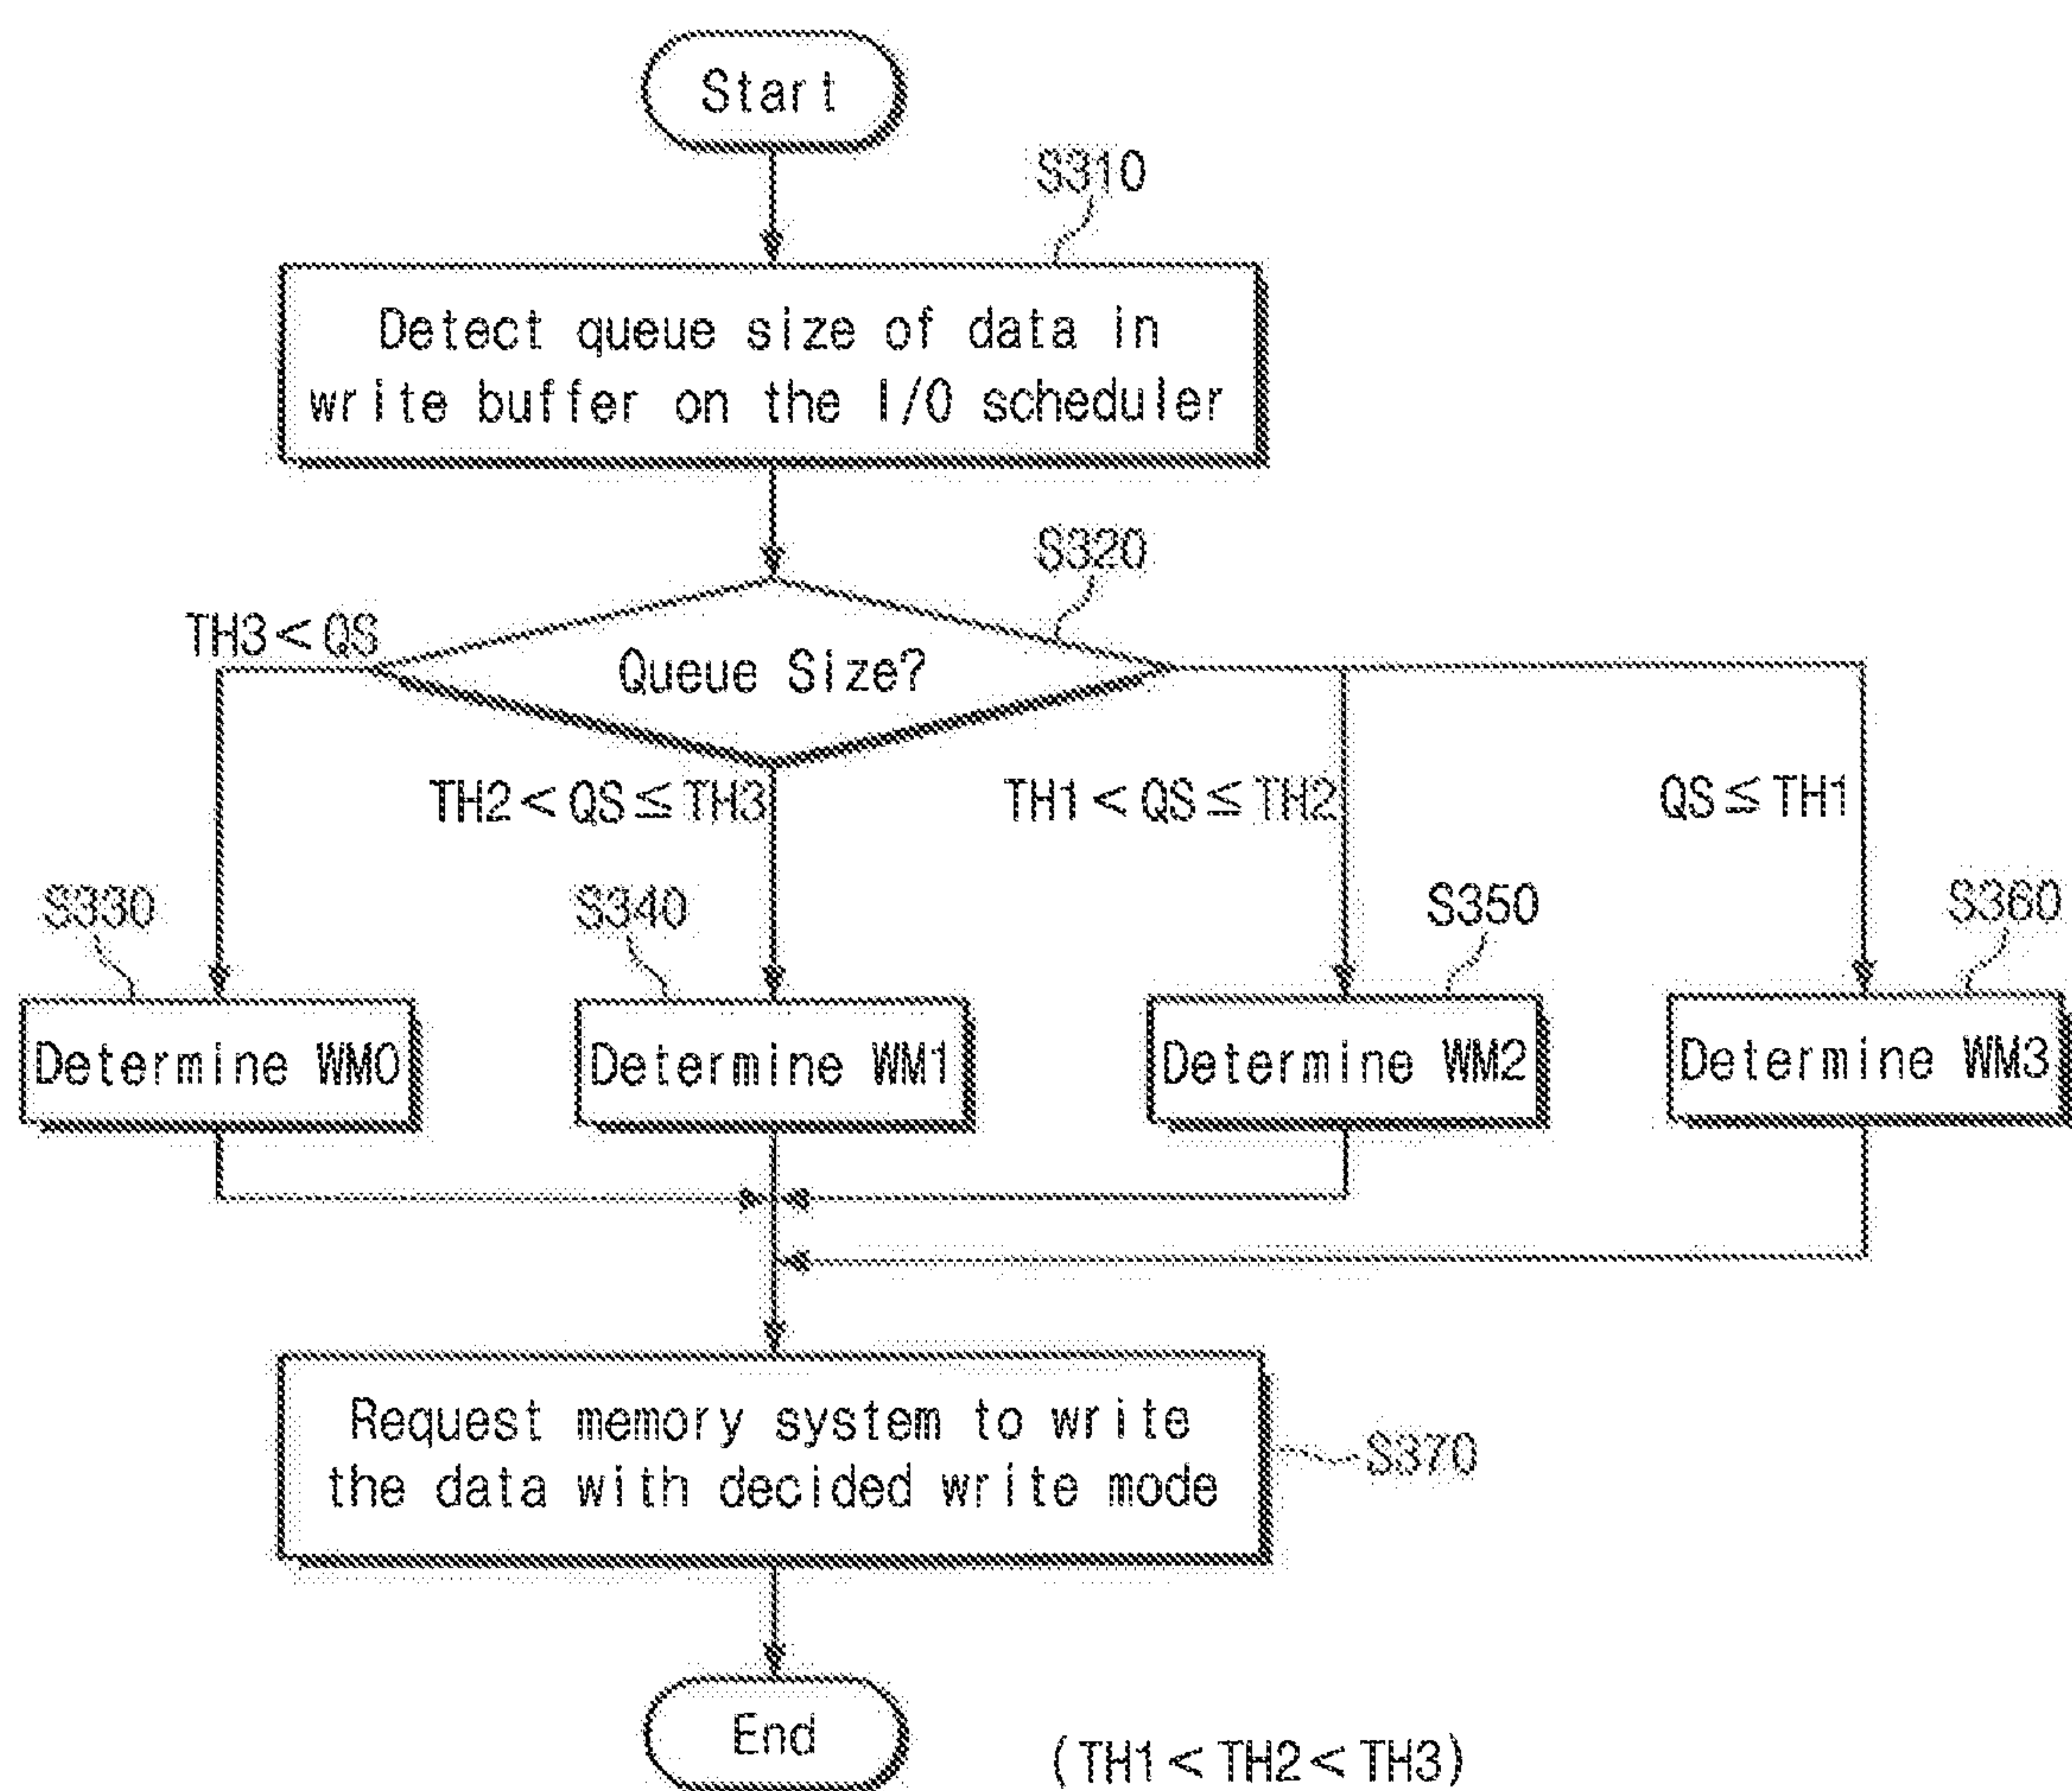 Start
S310
Detect queue size of data in
write buffer on the I/O scheduler
S320
TH3<QS
Queue Size?
TH2<QS≤TH3
TH1<QS≤TH2
QS≤TH1
S330
S340
S350
S360
Determine WM0
Determine WM1
Determine WM2
Determine WM3
Request memory system to write
the data with decided write mode
S370
End
(TH1<TH2<TH3)